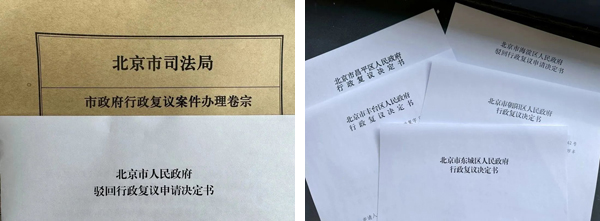 北京市司法局
市政府行政复议案件办理卷宗
北京市人民政府
驳回行政复议申请决定书
北京市昌平区人民政府
行政复议决定书
北京市海淀区人民政府
驳回行政复议申请决定书
北京市丰台区人民政府
行政复议决定书
北京市朝阳区人民政府
行政复议决定书
北京市东城区人民政府
行政复议决定书